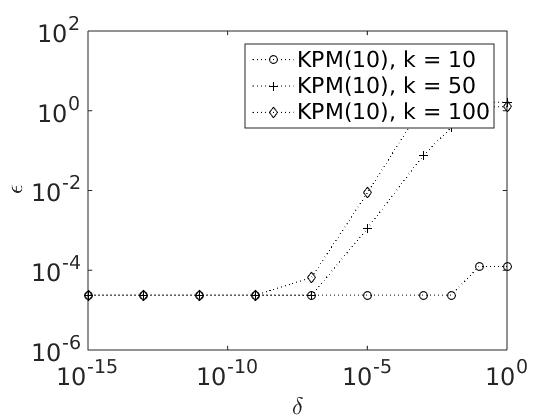 10^2
KPM(10), k = 10
KPM(10), k = 50
10^0
KPM(10), k = 100
10^-2
ϵ
10^-4
10^-6
10^-15 10^-10 10^-5 10^0
δ